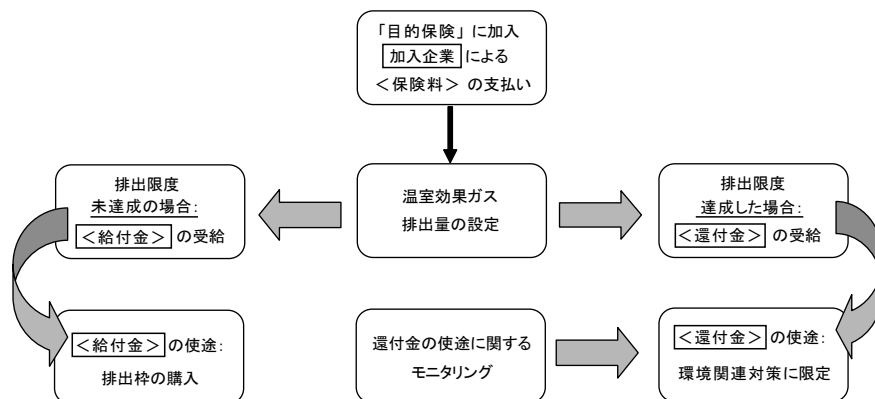 「目的保険」に加入
加入企業 による
＜保険料＞ の支払い
排出限度
未達成の場合:
＜給付金＞ の受給
温室効果ガス
排出量の設定
排出限度
達成した場合:
＜還付金＞ の受給
＜給付金＞ の使途:
排出枠の購入
還付金の使途に関する
モニタリング
＜還付金＞ の使途:
環境関連対策に限定